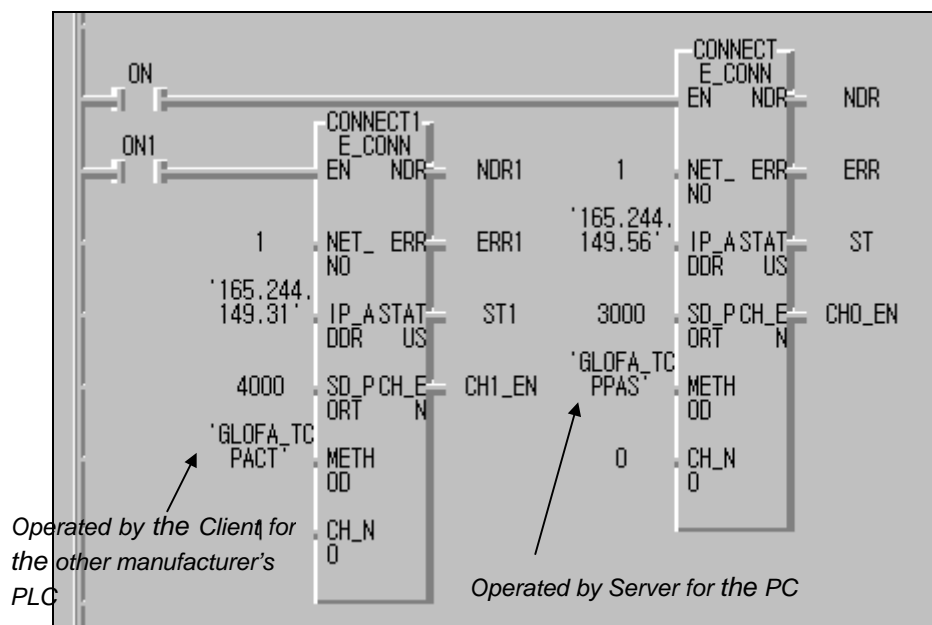 CONNECT
E_CONN
ON
EN NDR NDR
CONNECT1
E_CONN
ON1
EN NDR NDR1
1 NET_ ERR ERR
NO
'165.244.
149.56' IP_A STAT ST
DDR US
1 NET_ ERR ERR1
NO
'165.244.
149.31' IP_A STAT ST1
DDR US
3000 SD_P CH_E CH0_EN
ORT N
'GLOFA_TC
PPAS' METH
OD
4000 SD_P CH_E CH1_EN
ORT N
'GLOFA_TC
PACT' METH
OD
0 CH_N
O
1 CH_N
O
Operated by the Client for
the other manufacturer's
PLC
Operated by Server for the PC